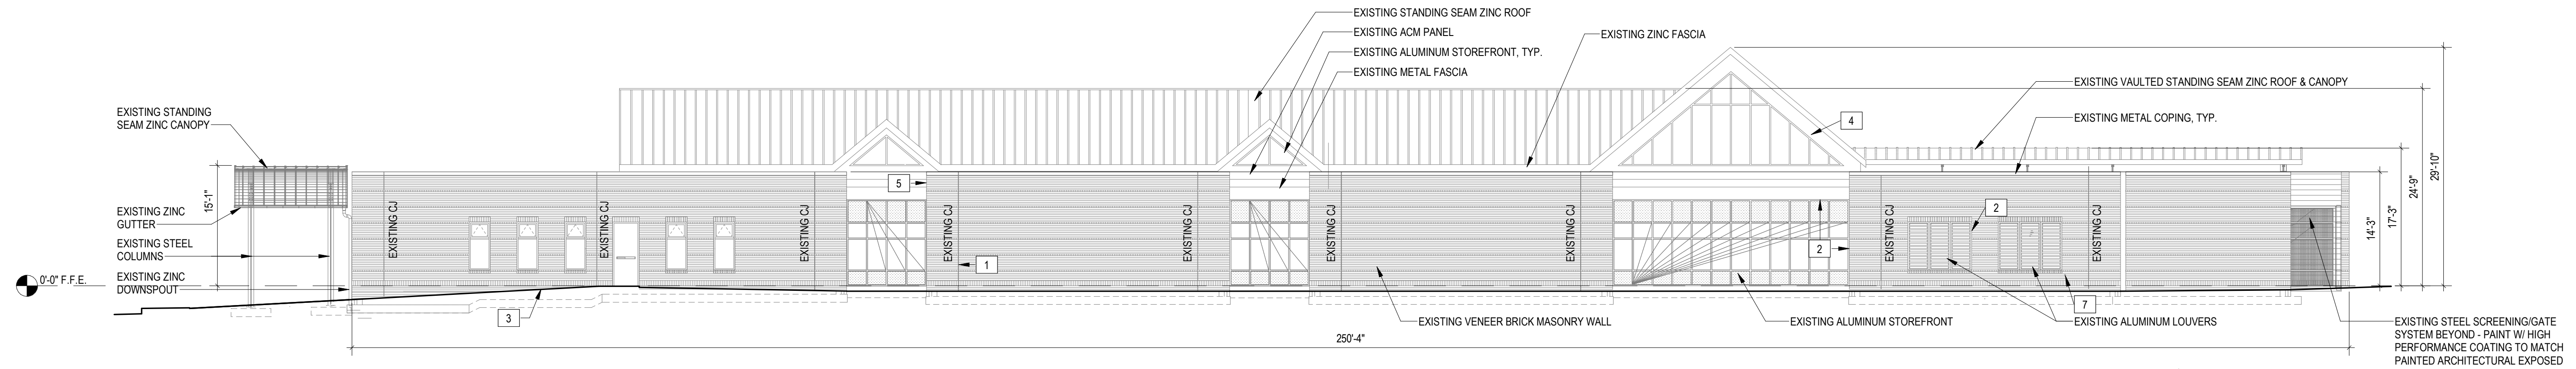 EXISTING STANDING SEAM ZINC ROOF
EXISTING ACM PANEL
EXISTING ZINC FASCIA
EXISTING ALUMINUM STOREFRONT, TYP.
EXISTING METAL FASCIA
EXISTING VAULTED STANDING SEAM ZINC ROOF & CANOPY
EXISTING STANDING
SEAM ZINC CANOPY
4
EXISTING METAL COPING, TYP.
29'-10"
24'-9"
17'-3"
14'-3"
15'-1"
5
EXISTING ZINC
GUTTER
EXISTING STEEL
COLUMNS
EXISTING ZINC
DOWNSPOUT
0'-0" F.F.E.
EXISTING CJ
EXISTING CJ
EXISTING CJ
EXISTING CJ
EXISTING CJ
EXISTING CJ
EXISTING CJ
EXISTING CJ
EXISTING CJ
2
2
1
7
3
EXISTING VENEER BRICK MASONRY WALL
EXISTING ALUMINUM STOREFRONT
EXISTING ALUMINUM LOUVERS
EXISTING STEEL SCREENING/GATE
SYSTEM BEYOND - PAINT W/ HIGH
PERFORMANCE COATING TO MATCH
PAINTED ARCHITECTURAL EXPOSED
250'-4"